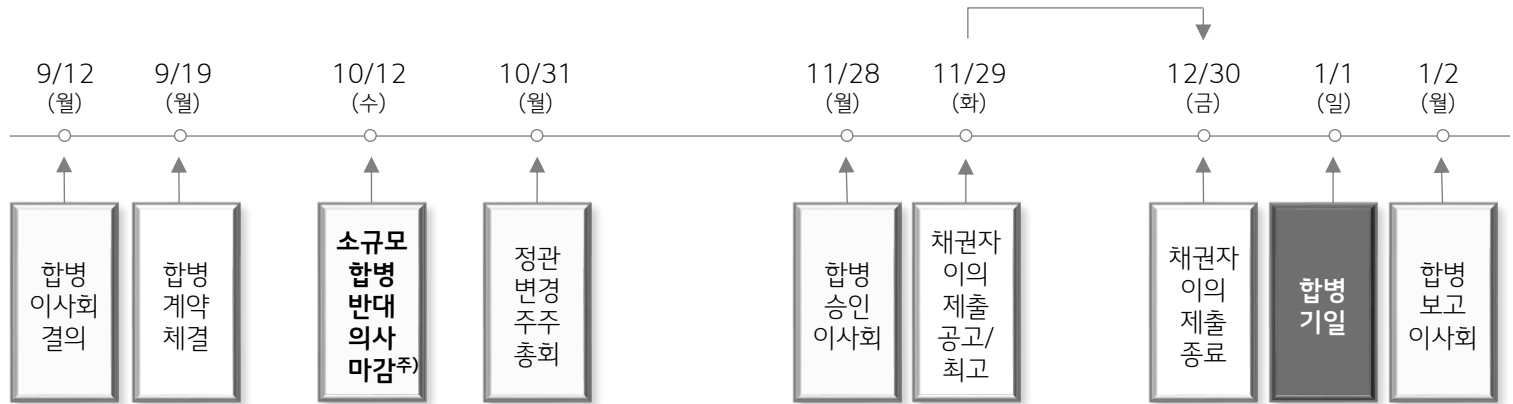 9/12
(월)
9/19
(월)
10/12
(수)
10/31
(월)
11/28
(월)
11/29
(화)
12/30
(금)
1/1
(일)
1/2
(월)
합병
이사회
결의
합병
계약
체결
소규모
합병
반대
의사
마감주)
정관
변경
주주
총회
합병
승인
이사회
채권자
이의
제출
공고/
최고
채권자
이의
제출
종료
합병
기일
합병
보고
이사회